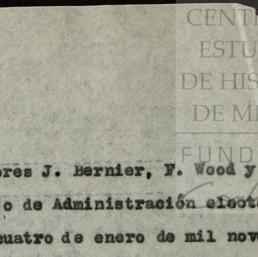 CENT
ESTU
DE HIS
DE M
FUND
ores J. Bernier, F. Wood y
o de Administración elect
cuatro de enero de mil nov